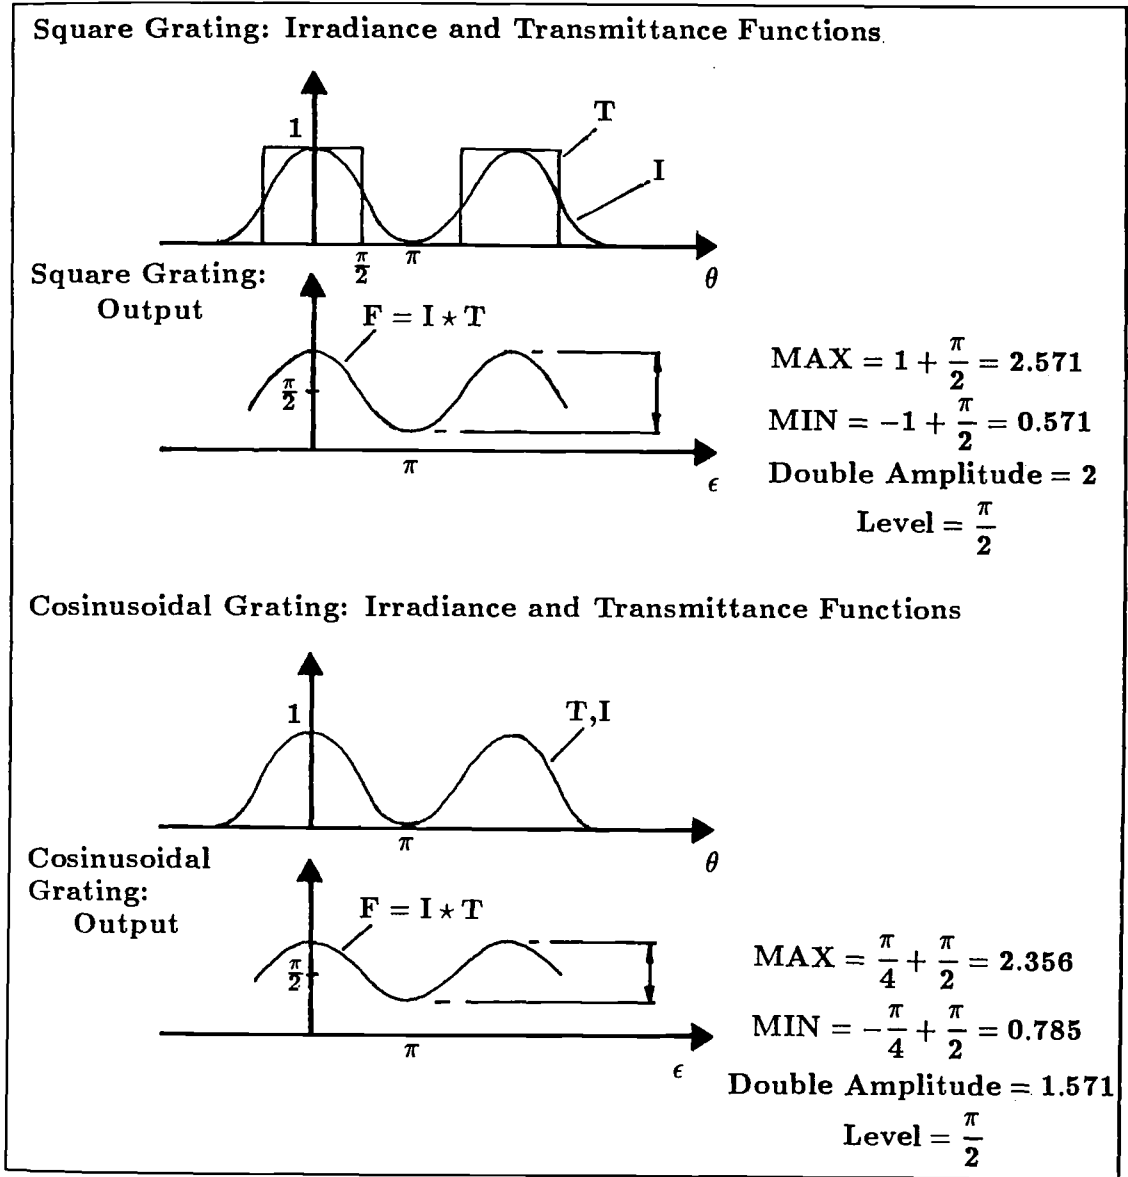 Square Grating: Irradiance and Transmittance Functions
T
1
I
π/2
π
θ
Square Grating:
Output
F = I ⋆ T
π/2
π
ϵ
MAX = 1 + π/2 = 2.571
MIN = −1 + π/2 = 0.571
Double Amplitude = 2
Level = π/2
Cosinusoidal Grating: Irradiance and Transmittance Functions
1
T,I
π
θ
Cosinusoidal
Grating:
Output
F = I ⋆ T
π/2
π
ϵ
MAX = π/4 + π/2 = 2.356
MIN = −π/4 + π/2 = 0.785
Double Amplitude = 1.571
Level = π/2